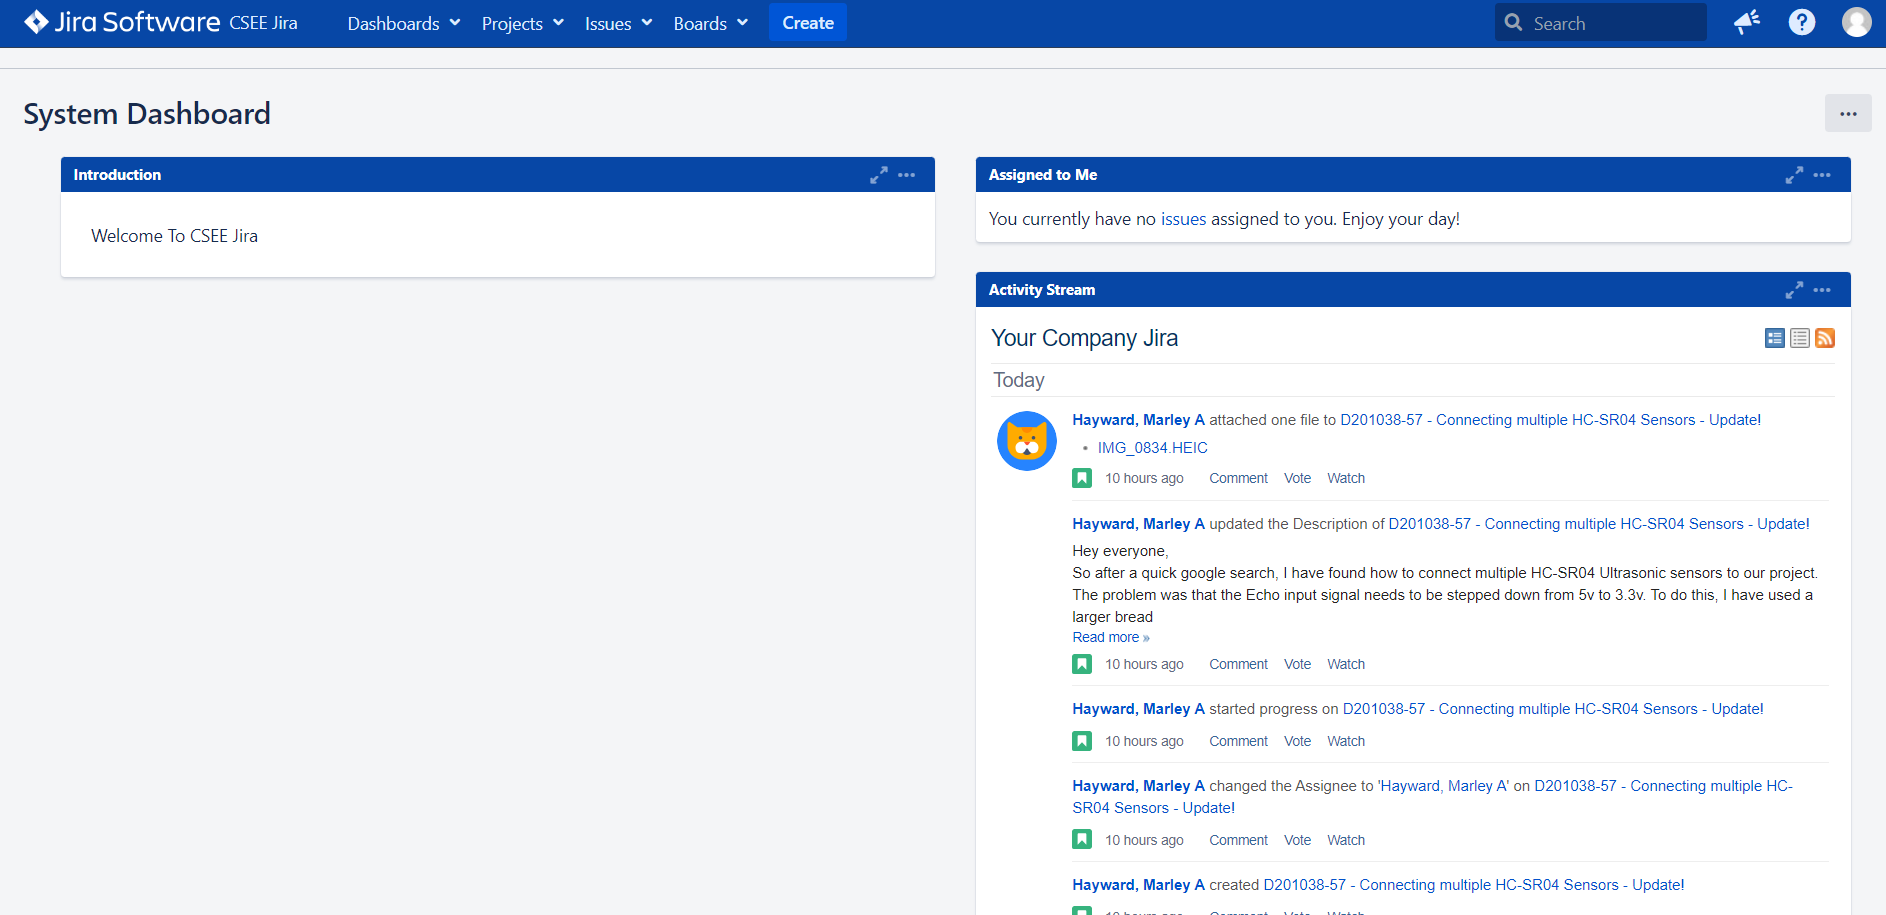 Jira Software CSEE Jira Dashboards Projects Issues Boards Create Search
System Dashboard
Introduction
Welcome To CSEE Jira
Assigned to Me
You currently have no issues assigned to you. Enjoy your day!
Activity Stream
Your Company Jira
Today
Hayward, Marley A attached one file to D201038-57 - Connecting multiple HC-SR04 Sensors - Update!
• IMG_0834.HEIC
10 hours ago Comment Vote Watch
Hayward, Marley A updated the Description of D201038-57 - Connecting multiple HC-SR04 Sensors - Update!
Hey everyone,
So after a quick google search, I have found how to connect multiple HC-SR04 Ultrasonic sensors to our project.
The problem was that the Echo input signal needs to be stepped down from 5v to 3.3v. To do this, I have used a
larger bread
Read more »
10 hours ago Comment Vote Watch
Hayward, Marley A started progress on D201038-57 - Connecting multiple HC-SR04 Sensors - Update!
10 hours ago Comment Vote Watch
Hayward, Marley A changed the Assignee to 'Hayward, Marley A' on D201038-57 - Connecting multiple HC-
SR04 Sensors - Update!
10 hours ago Comment Vote Watch
Hayward, Marley A created D201038-57 - Connecting multiple HC-SR04 Sensors - Update!